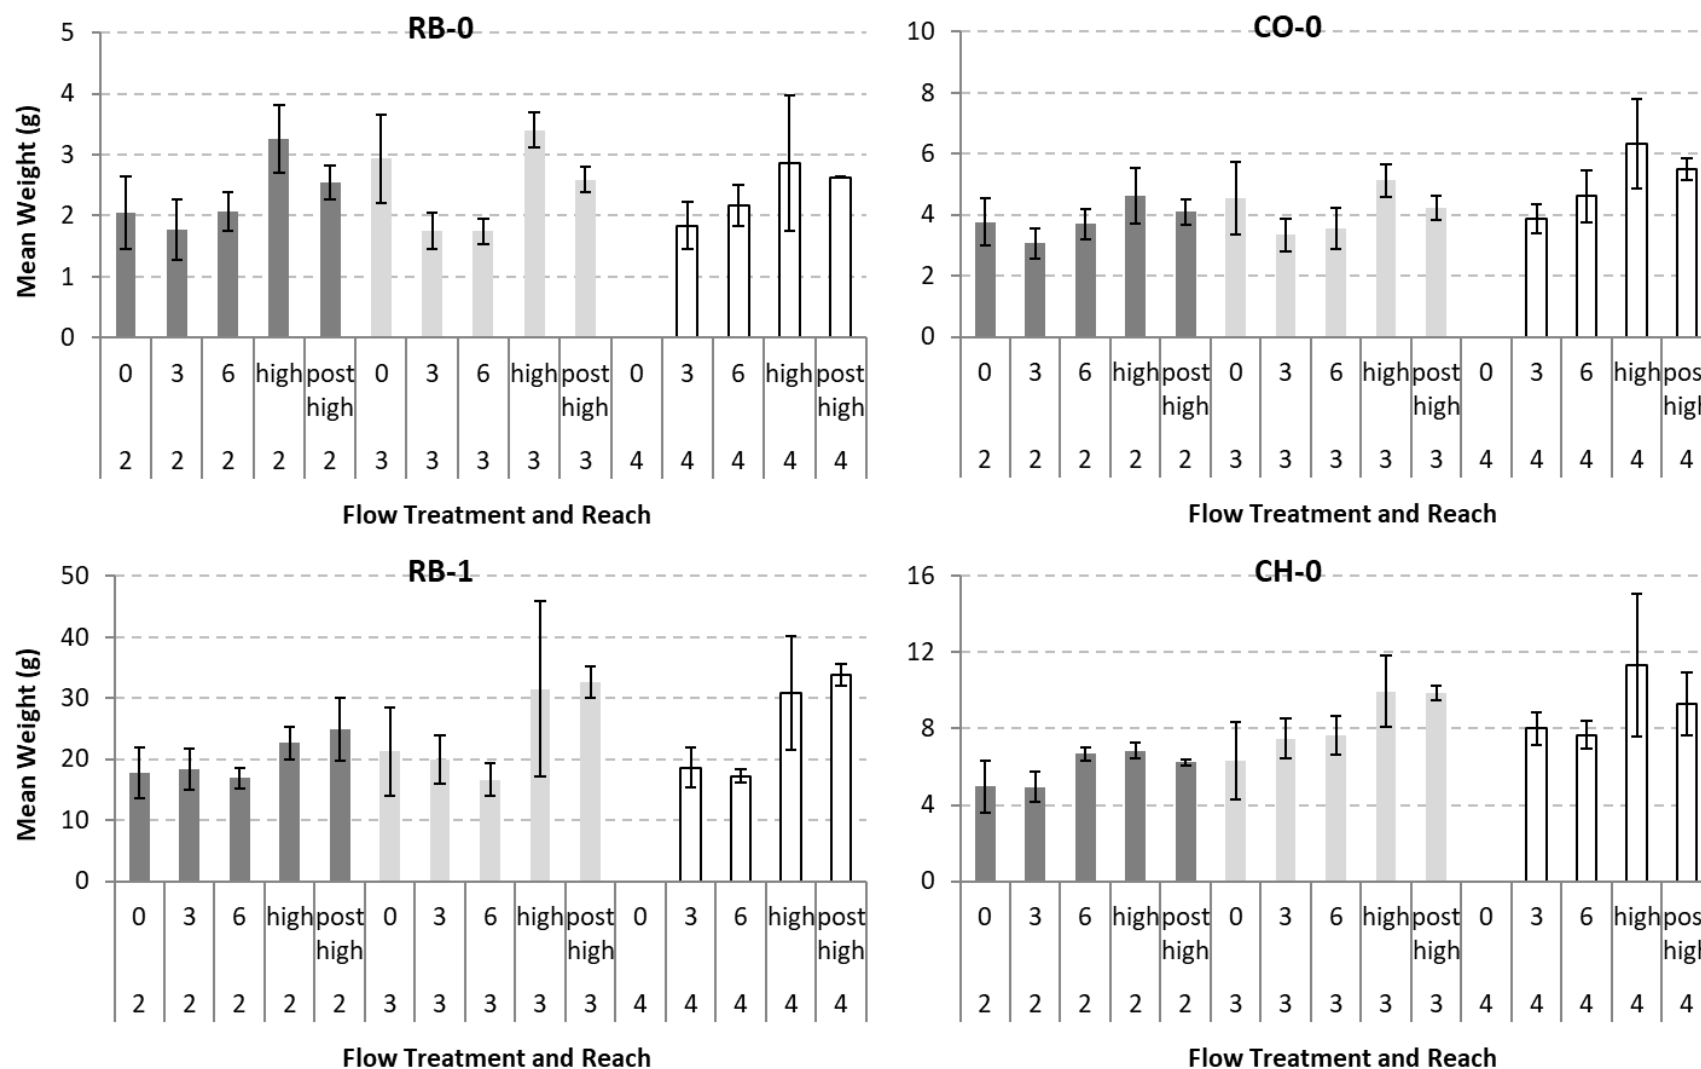 RB-0
Mean Weight (g)
5
4
3
2
1
0
0 3 6 high post high 0 3 6 high post high 0 3 6 high post high
2 2 2 2 2 3 3 3 3 3 4 4 4 4 4
Flow Treatment and Reach
CO-0
10
8
6
4
2
0
0 3 6 high post high 0 3 6 high post high 0 3 6 high pos high
2 2 2 2 2 3 3 3 3 3 4 4 4 4 4
Flow Treatment and Reach
RB-1
Mean Weight (g)
50
40
30
20
10
0
0 3 6 high post high 0 3 6 high post high 0 3 6 high post high
2 2 2 2 2 3 3 3 3 3 4 4 4 4 4
Flow Treatment and Reach
CH-0
16
12
8
4
0
0 3 6 high post high 0 3 6 high post high 0 3 6 high pos high
2 2 2 2 2 3 3 3 3 3 4 4 4 4 4
Flow Treatment and Reach